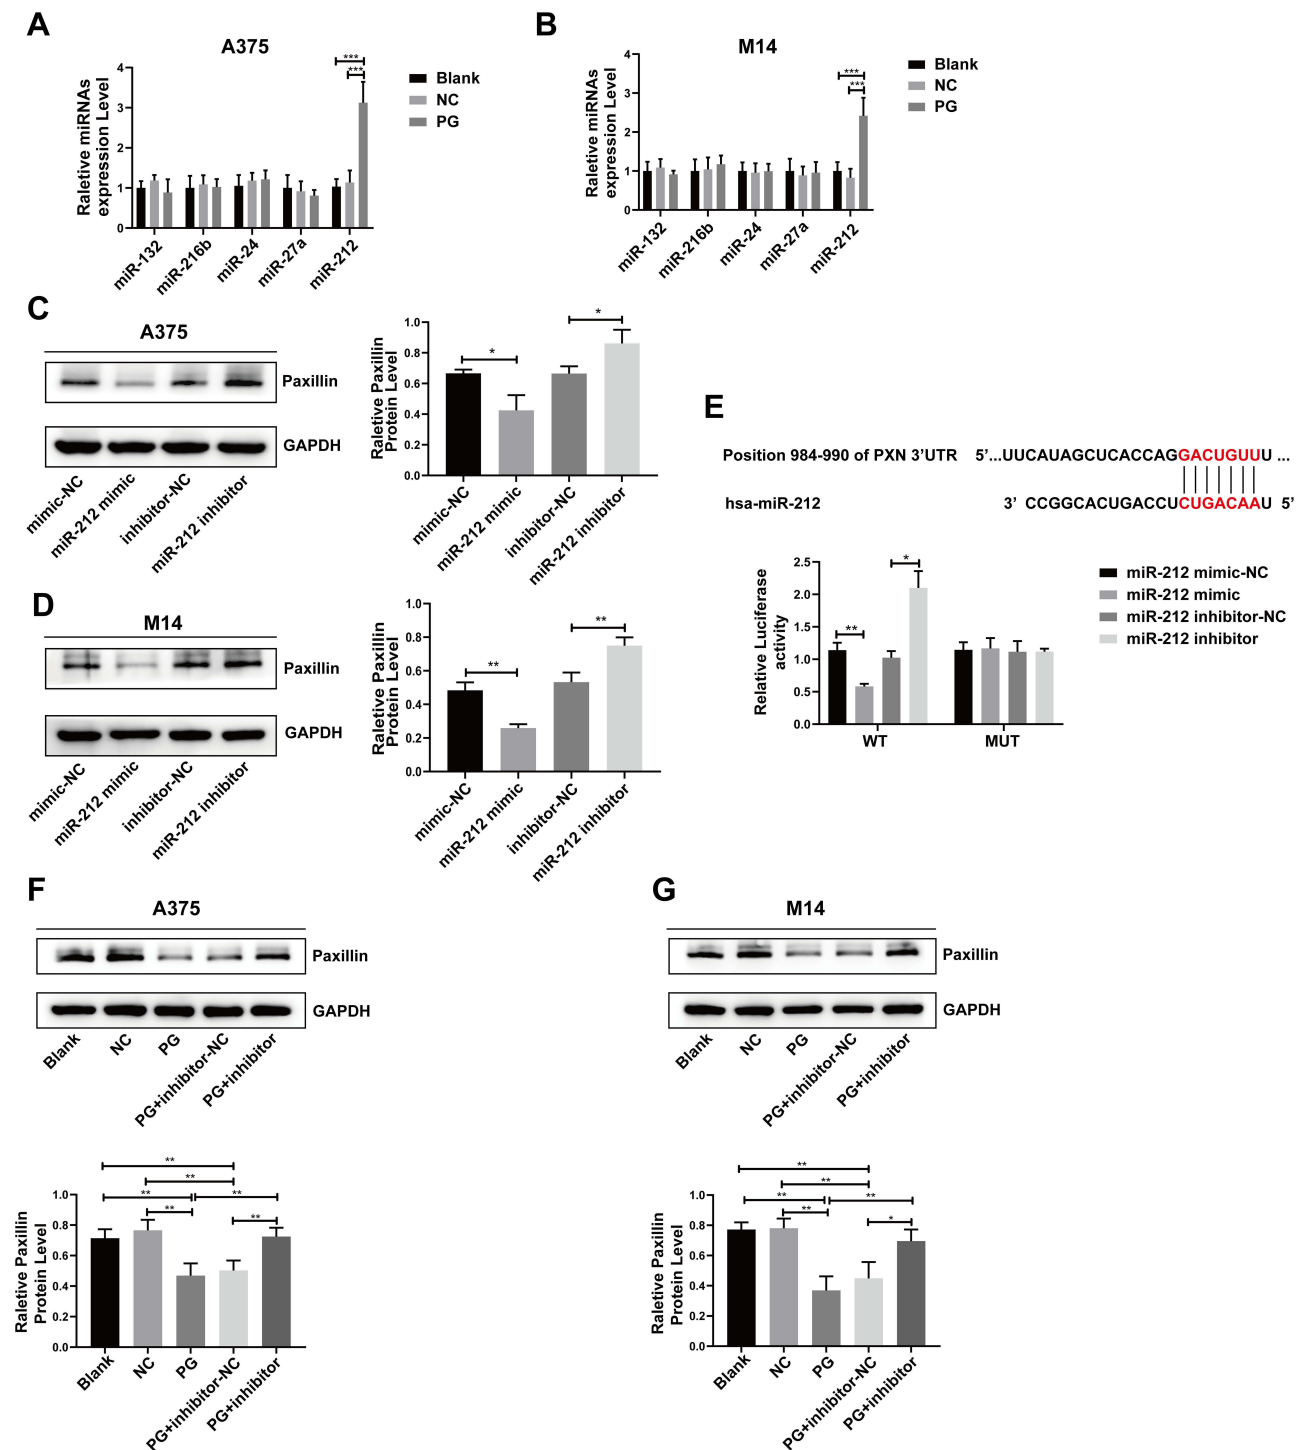 A
A375
Raletive miRNAs
expression Level
4
3
2
1
0
***
***
miR-132
miR-216b
miR-24
miR-27a
miR-212
Blank
NC
PG
B
M14
Raletive miRNAs
expression Level
4
3
2
1
0
***
***
miR-132
miR-216b
miR-24
miR-27a
miR-212
Blank
NC
PG
C
A375
Paxillin
GAPDH
mimic-NC
miR-212 mimic
inhibitor-NC
miR-212 inhibitor
Raletive Paxillin
Protein Level
1.0
0.8
0.6
0.4
0.2
0.0
*
*
mimic-NC
miR-212 mimic
inhibitor-NC
miR-212 inhibitor
D
M14
Paxillin
GAPDH
mimic-NC
miR-212 mimic
inhibitor-NC
miR-212 inhibitor
Raletive Paxillin
Protein Level
1.0
0.8
0.6
0.4
0.2
0.0
**
**
mimic-NC
miR-212 mimic
inhibitor-NC
miR-212 inhibitor
E
Position 984-990 of PXN 3’UTR 5’...UUCAUAGCUCACCAGGACUGUUU ...
hsa-miR-212 3’ CCGGCACUGACCUCUGACAAU 5’
Relative Luciferase
activity
2.5
2.0
1.5
1.0
0.5
0.0
**
*
WT
MUT
miR-212 mimic-NC
miR-212 mimic
miR-212 inhibitor-NC
miR-212 inhibitor
F
A375
Paxillin
GAPDH
Blank
NC
PG
PG+inhibitor-NC
PG+inhibitor
Raletive Paxillin
Protein Level
1.0
0.8
0.6
0.4
0.2
0.0
**
**
**
**
**
**
Blank
NC
PG
PG+inhibitor-NC
PG+inhibitor
G
M14
Paxillin
GAPDH
Blank
NC
PG
PG+inhibitor-NC
PG+inhibitor
Raletive Paxillin
Protein Level
1.0
0.8
0.6
0.4
0.2
0.0
**
**
**
**
**
*
Blank
NC
PG
PG+inhibitor-NC
PG+inhibitor